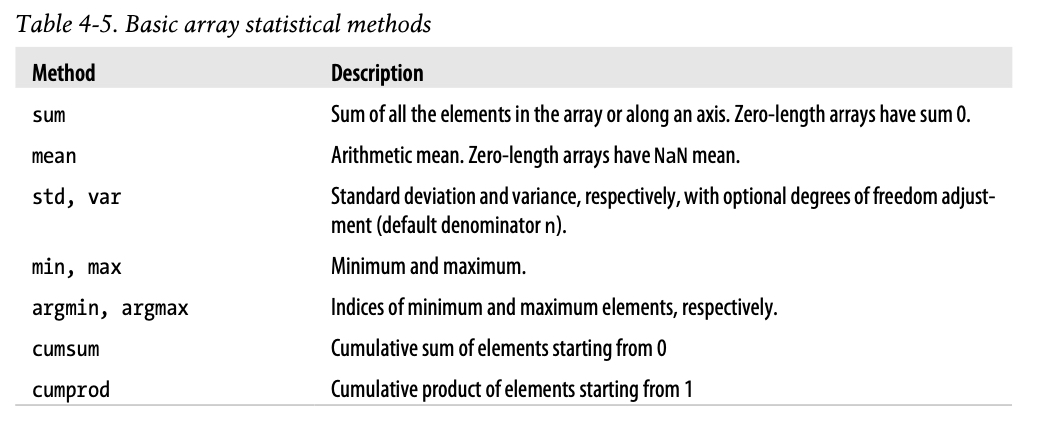 Table 4-5. Basic array statistical methods
Method Description
sum Sum of all the elements in the array or along an axis. Zero-length arrays have sum 0.
mean Arithmetic mean. Zero-length arrays have NaN mean.
std, var Standard deviation and variance, respectively, with optional degrees of freedom adjust-
ment (default denominator n).
min, max Minimum and maximum.
argmin, argmax Indices of minimum and maximum elements, respectively.
cumsum Cumulative sum of elements starting from 0
cumprod Cumulative product of elements starting from 1